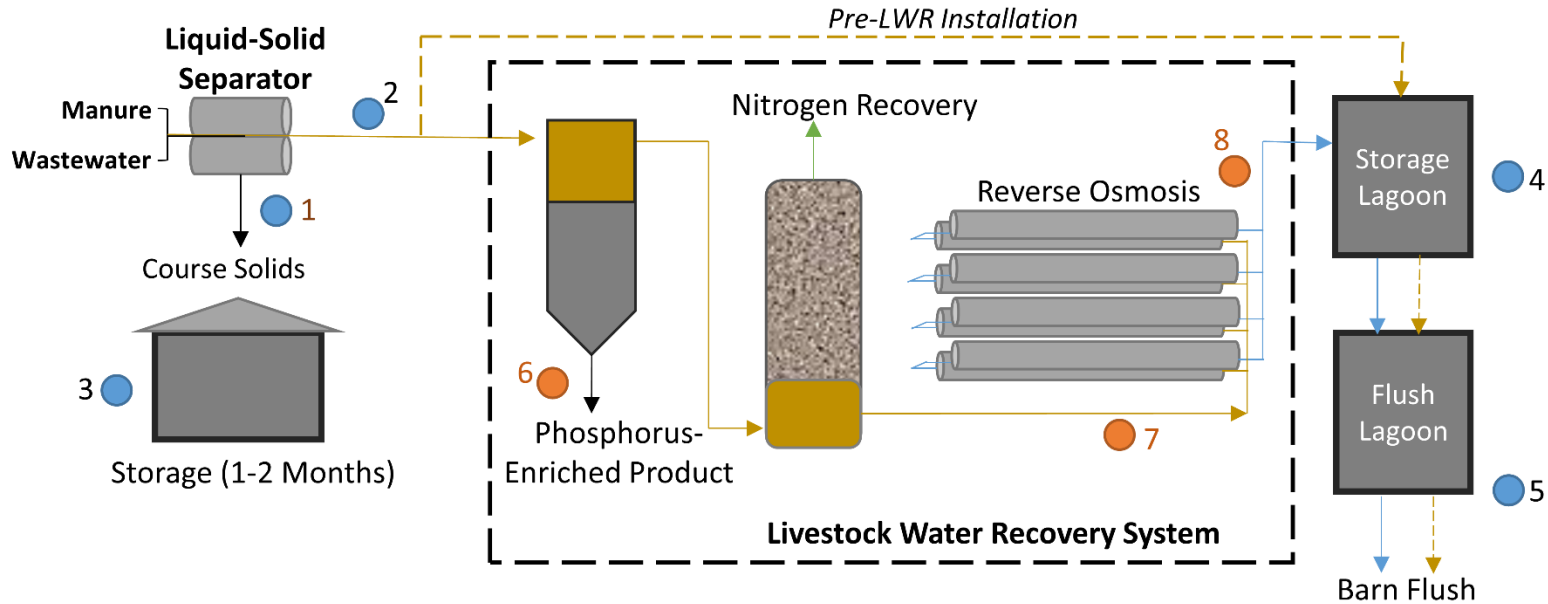 Pre-LWR Installation
Liquid-Solid
Separator
Manure
Wastewater
2
1
Course Solids
3
Storage (1-2 Months)
Nitrogen Recovery
Reverse Osmosis
8
6
Phosphorus-
Enriched Product
7
Livestock Water Recovery System
Storage
Lagoon
4
Flush
Lagoon
5
Barn Flush